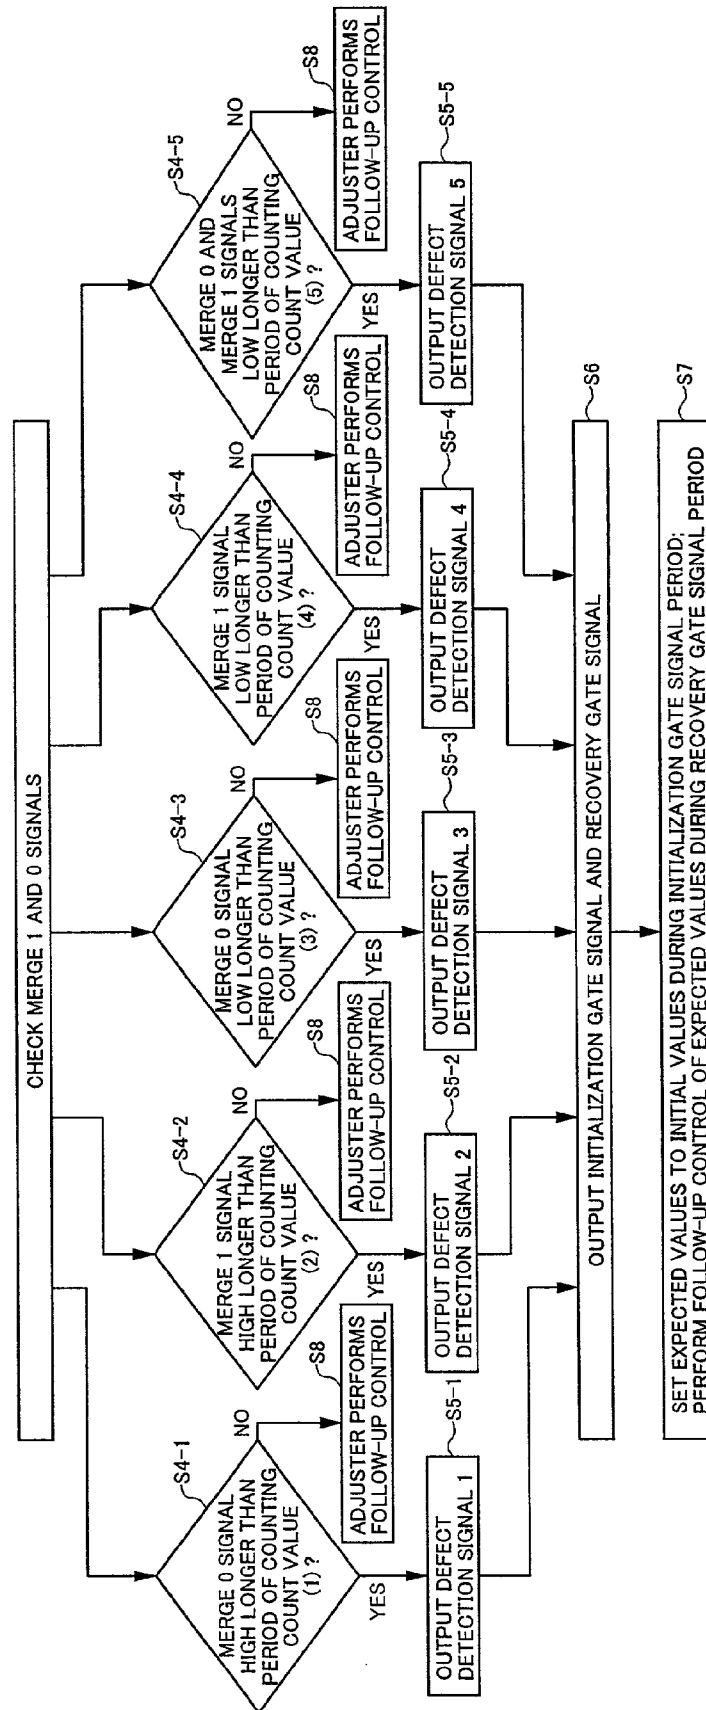 CHECK MERGE 1 AND 0 SIGNALS
S4-1
MERGE 0 SIGNAL
HIGH LONGER THAN
PERIOD OF COUNTING
COUNT VALUE
(1) ?
NO
S8
ADJUSTER PERFORMS
FOLLOW-UP CONTROL
YES
S5-1
OUTPUT DEFECT
DETECTION SIGNAL 1
S4-2
MERGE 1 SIGNAL
HIGH LONGER THAN
PERIOD OF COUNTING
COUNT VALUE
(2) ?
NO
S8
ADJUSTER PERFORMS
FOLLOW-UP CONTROL
YES
S5-2
OUTPUT DEFECT
DETECTION SIGNAL 2
S4-3
MERGE 0 SIGNAL
LOW LONGER THAN
PERIOD OF COUNTING
COUNT VALUE
(3) ?
NO
S8
ADJUSTER PERFORMS
FOLLOW-UP CONTROL
YES
S5-3
OUTPUT DEFECT
DETECTION SIGNAL 3
S4-4
MERGE 1 SIGNAL
LOW LONGER THAN
PERIOD OF COUNTING
COUNT VALUE
(4) ?
NO
S8
ADJUSTER PERFORMS
FOLLOW-UP CONTROL
YES
S5-4
OUTPUT DEFECT
DETECTION SIGNAL 4
S4-5
MERGE 0 AND
MERGE 1 SIGNALS
LOW LONGER THAN
PERIOD OF COUNTING
COUNT VALUE
(5) ?
NO
S8
ADJUSTER PERFORMS
FOLLOW-UP CONTROL
YES
S5-5
OUTPUT DEFECT
DETECTION SIGNAL 5
S6
OUTPUT INITIALIZATION GATE SIGNAL AND RECOVERY GATE SIGNAL
S7
SET EXPECTED VALUES TO INITIAL VALUES DURING INITIALIZATION GATE SIGNAL PERIOD;
PERFORM FOLLOW-UP CONTROL OF EXPECTED VALUES DURING RECOVERY GATE SIGNAL PERIOD